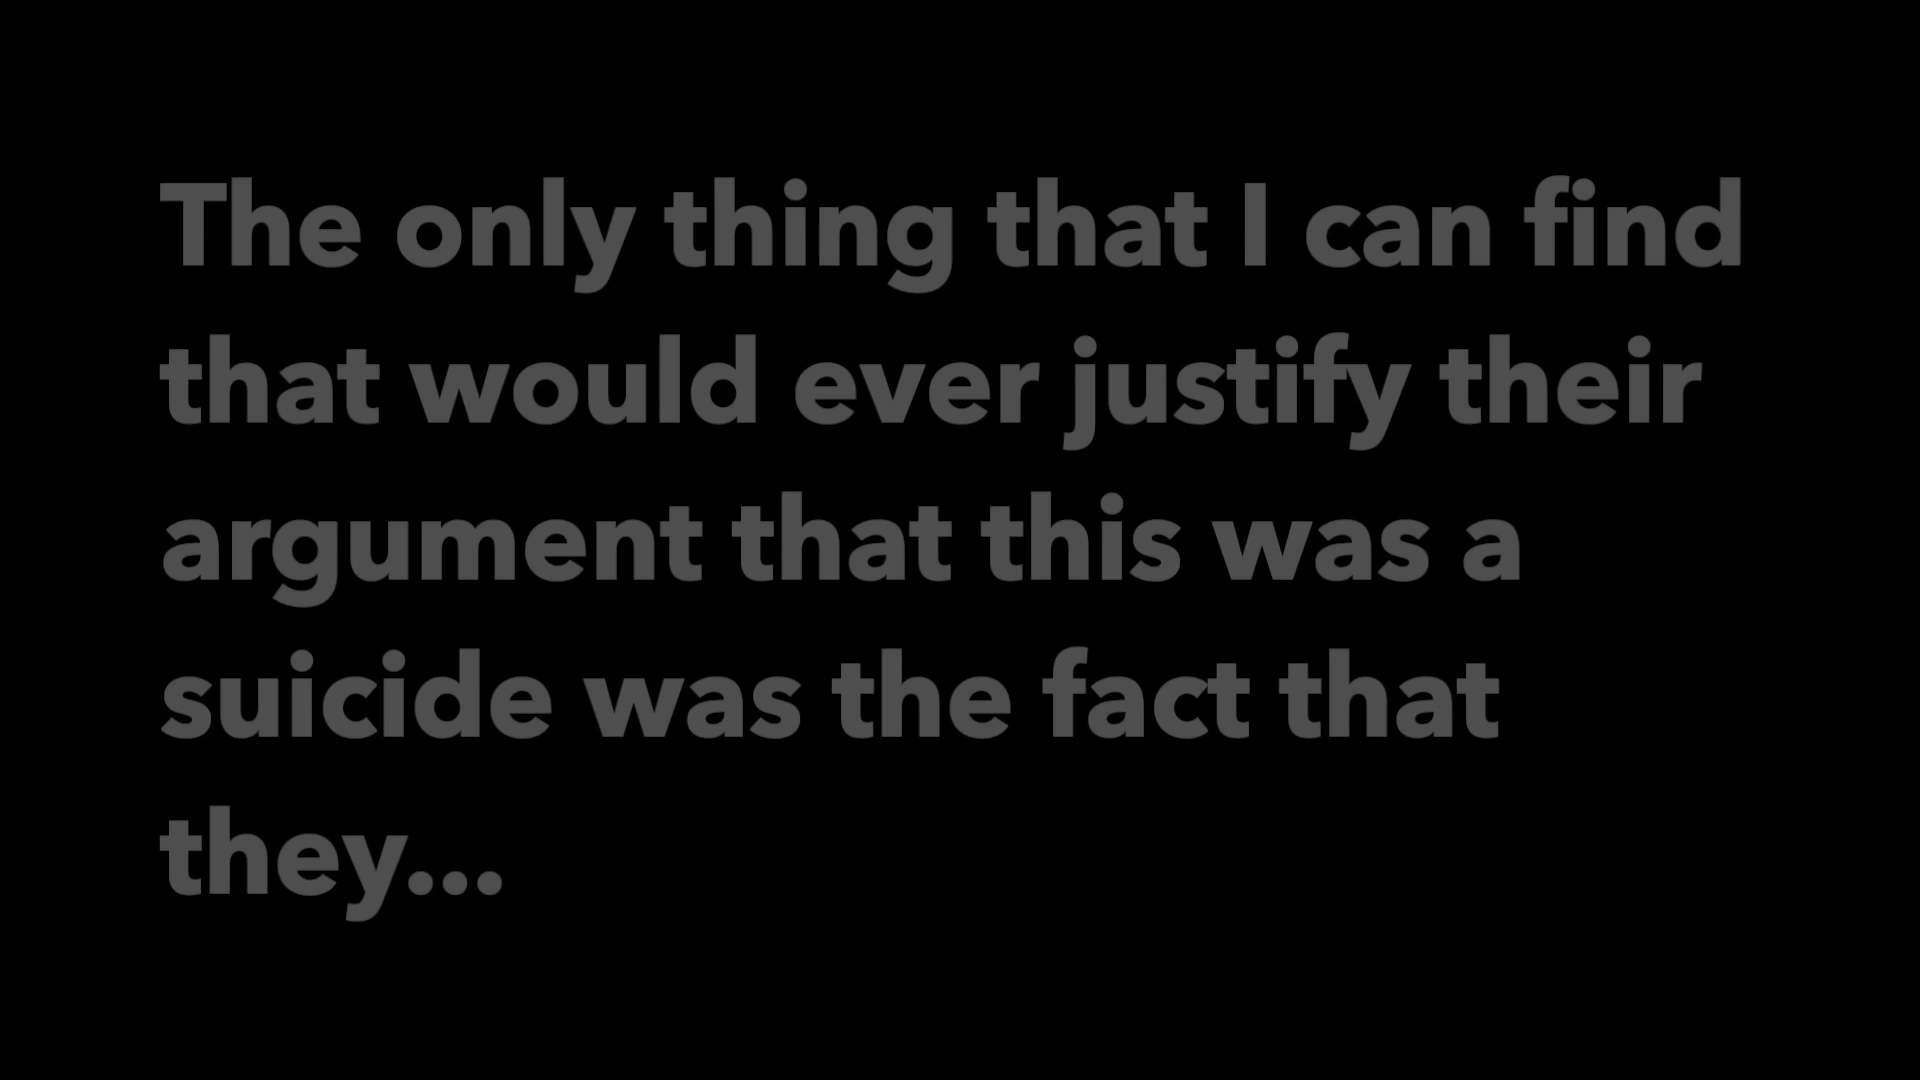 The only thing that I can find
that would ever justify their
argument that this was a
suicide was the fact that
they...